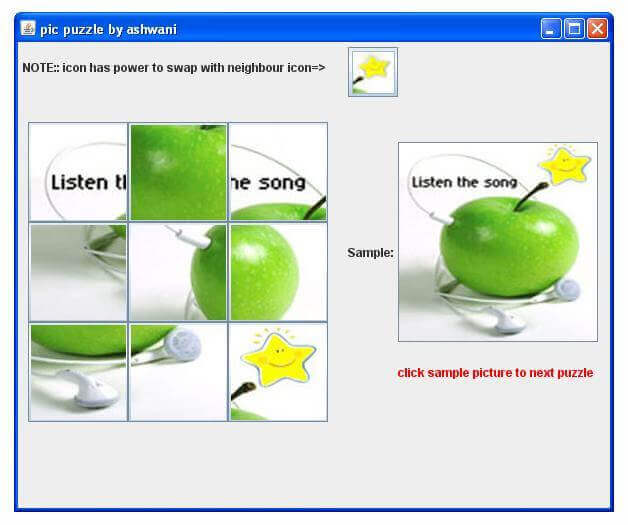 pic puzzle by ashwani
NOTE:: icon has power to swap with neighbour icon=>
Listen tl
he song
Listen the song
Sample:
click sample picture to next puzzle